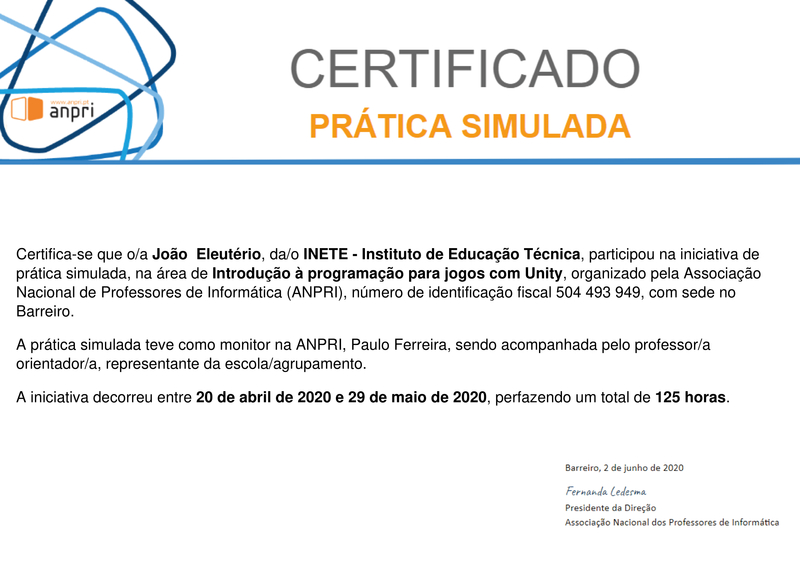 CERTIFICADO
PRÁTICA SIMULADA
www.anpri.pt
anpri
Certifica-se que o/a João  Eleutério, da/o INETE - Instituto de Educação Técnica, participou na iniciativa de
prática simulada, na área de Introdução à programação para jogos com Unity, organizado pela Associação
Nacional de Professores de Informática (ANPRI), número de identificação fiscal 504 493 949, com sede no
Barreiro.
A prática simulada teve como monitor na ANPRI, Paulo Ferreira, sendo acompanhada pelo professor/a
orientador/a, representante da escola/agrupamento.
A iniciativa decorreu entre 20 de abril de 2020 e 29 de maio de 2020, perfazendo um total de 125 horas.
Barreiro, 2 de junho de 2020
Fernanda Ledesma
Presidente da Direção
Associação Nacional dos Professores de Informática